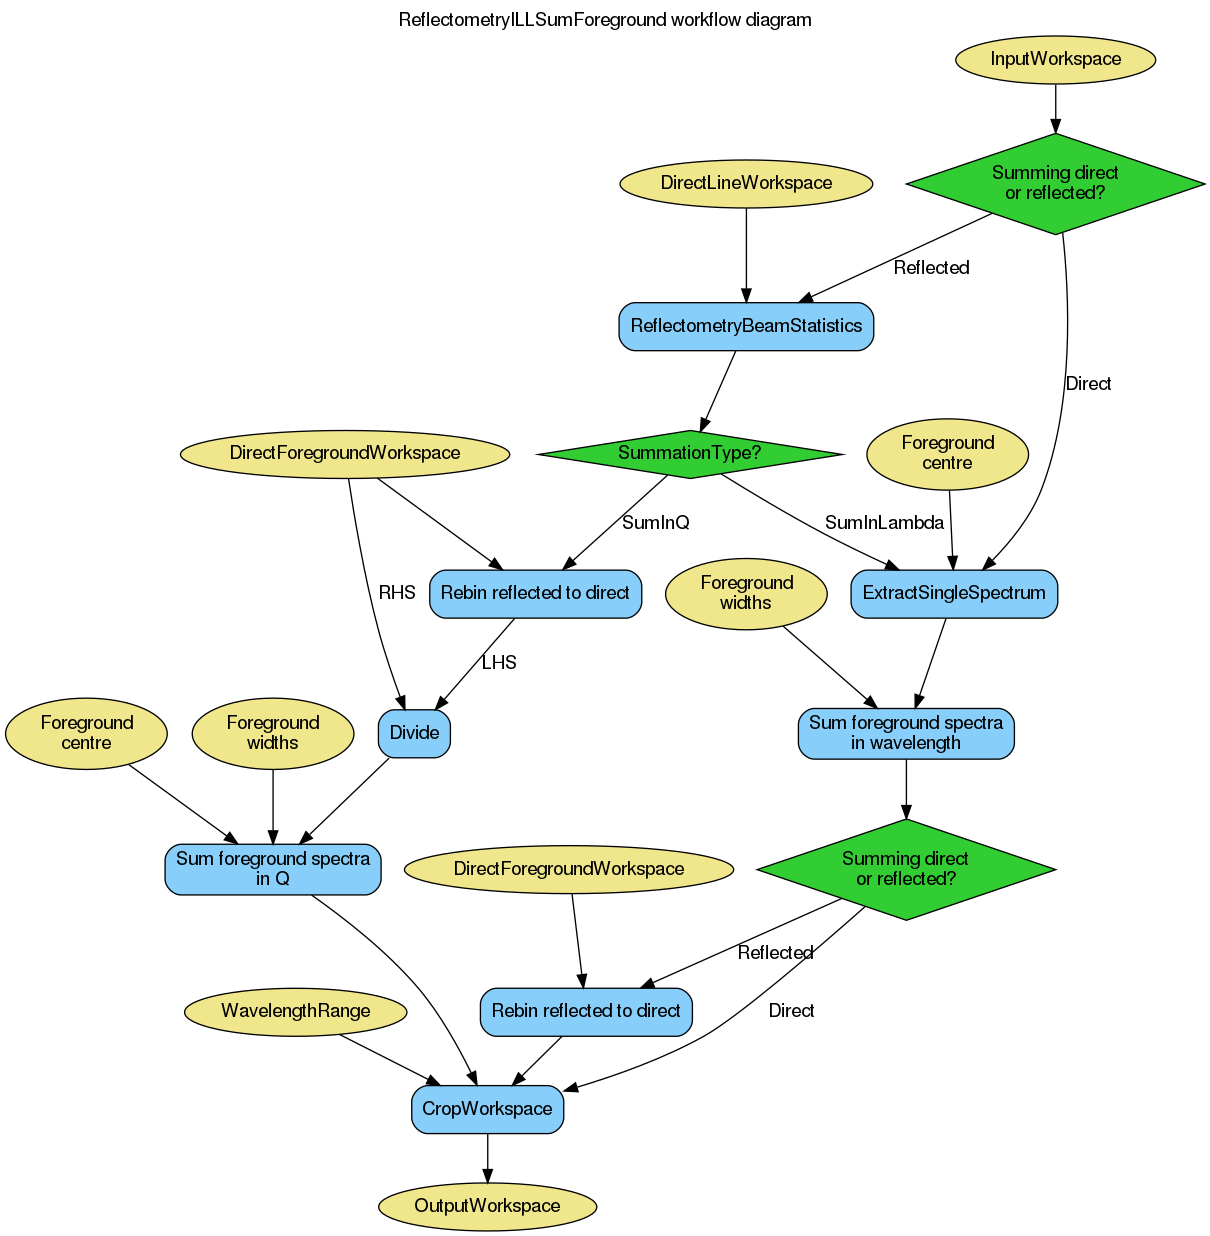 ReflectometryILLSumForeground workflow diagram
InputWorkspace
Summing direct
or reflected?
DirectLineWorkspace
Reflected
ReflectometryBeamStatistics
Direct
DirectForegroundWorkspace
SummationType?
Foreground
centre
SumInQ
SumInLambda
Foreground
widths
RHS
Rebin reflected to direct
ExtractSingleSpectrum
LHS
Foreground
centre
Foreground
widths
Divide
Sum foreground spectra
in wavelength
Sum foreground spectra
in Q
DirectForegroundWorkspace
Summing direct
or reflected?
Reflected
WavelengthRange
Rebin reflected to direct
Direct
CropWorkspace
OutputWorkspace